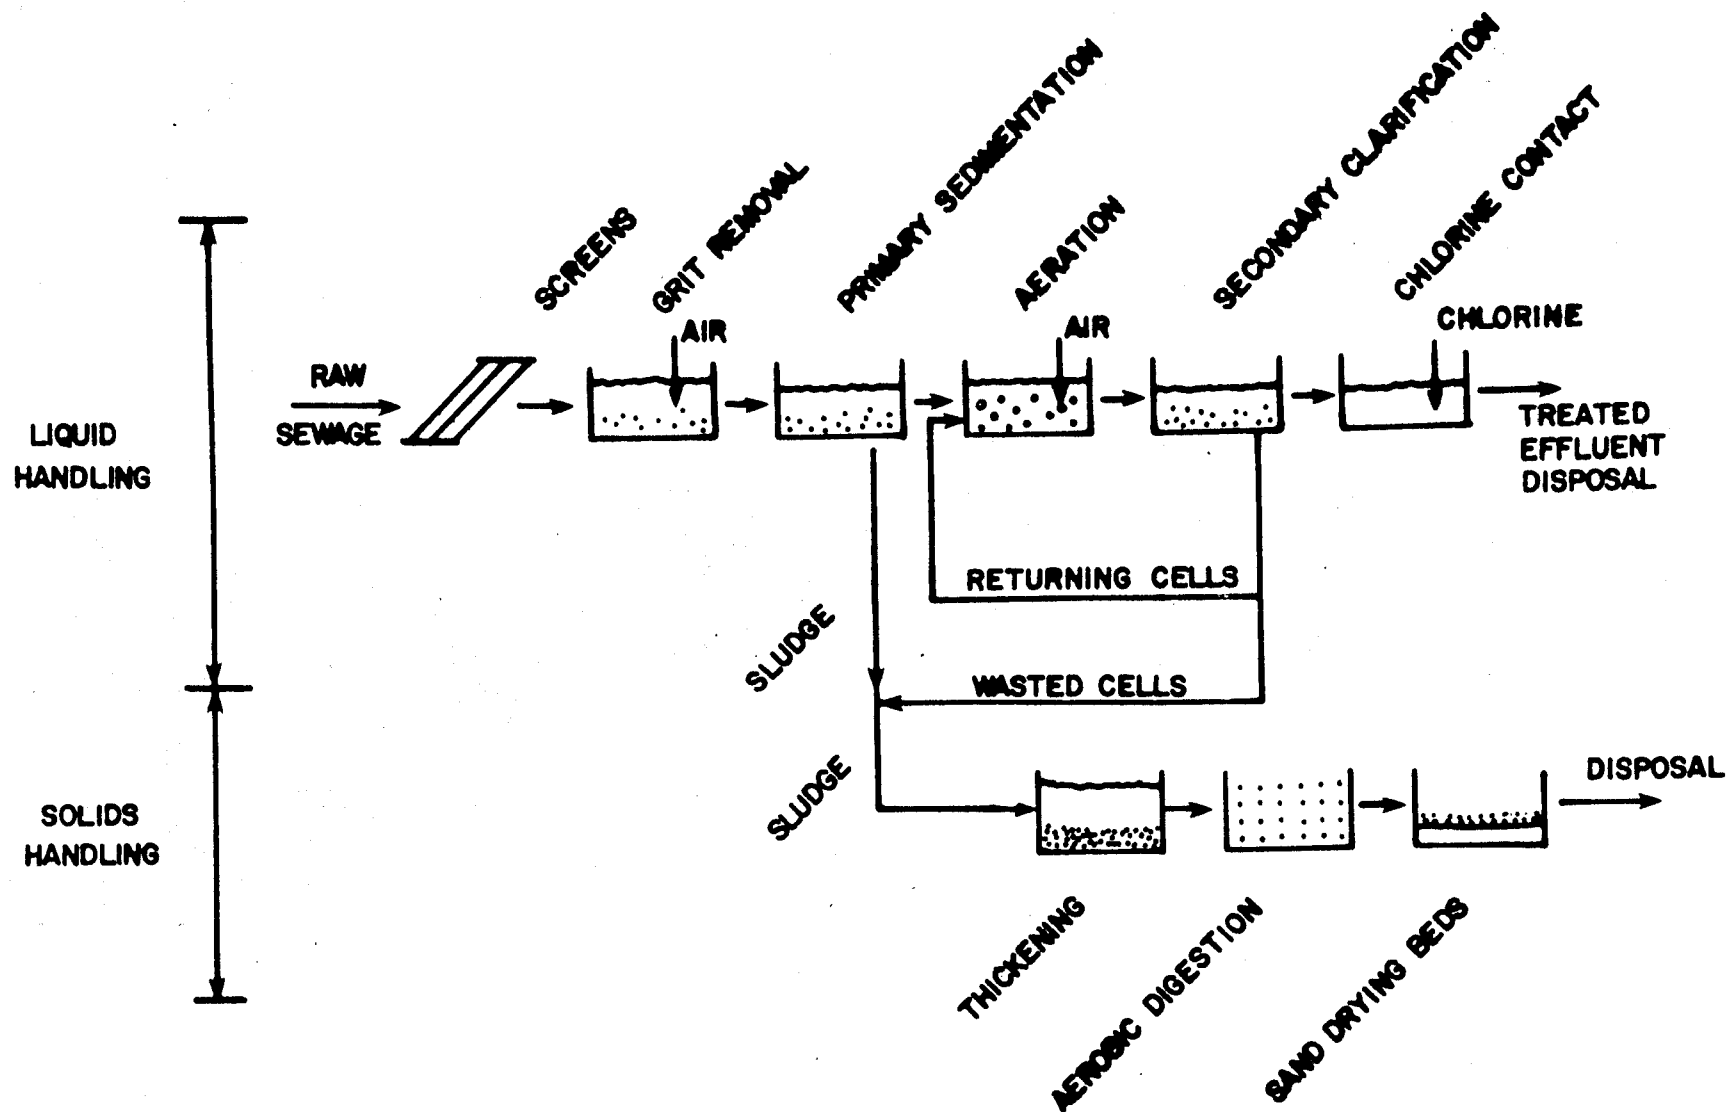 SCREENS
GRIT REMOVAL
PRIMARY SEDIMENTATION
AERATION
SECONDARY CLARIFICATION
CHLORINE CONTACT
AIR
AIR
CHLORINE
RAW
SEWAGE
TREATED
EFFLUENT
DISPOSAL
LIQUID
HANDLING
RETURNING CELLS
SLUDGE
WASTED CELLS
SLUDGE
DISPOSAL
SOLIDS
HANDLING
THICKENING
AEROBIC DIGESTION
SAND DRYING BEDS